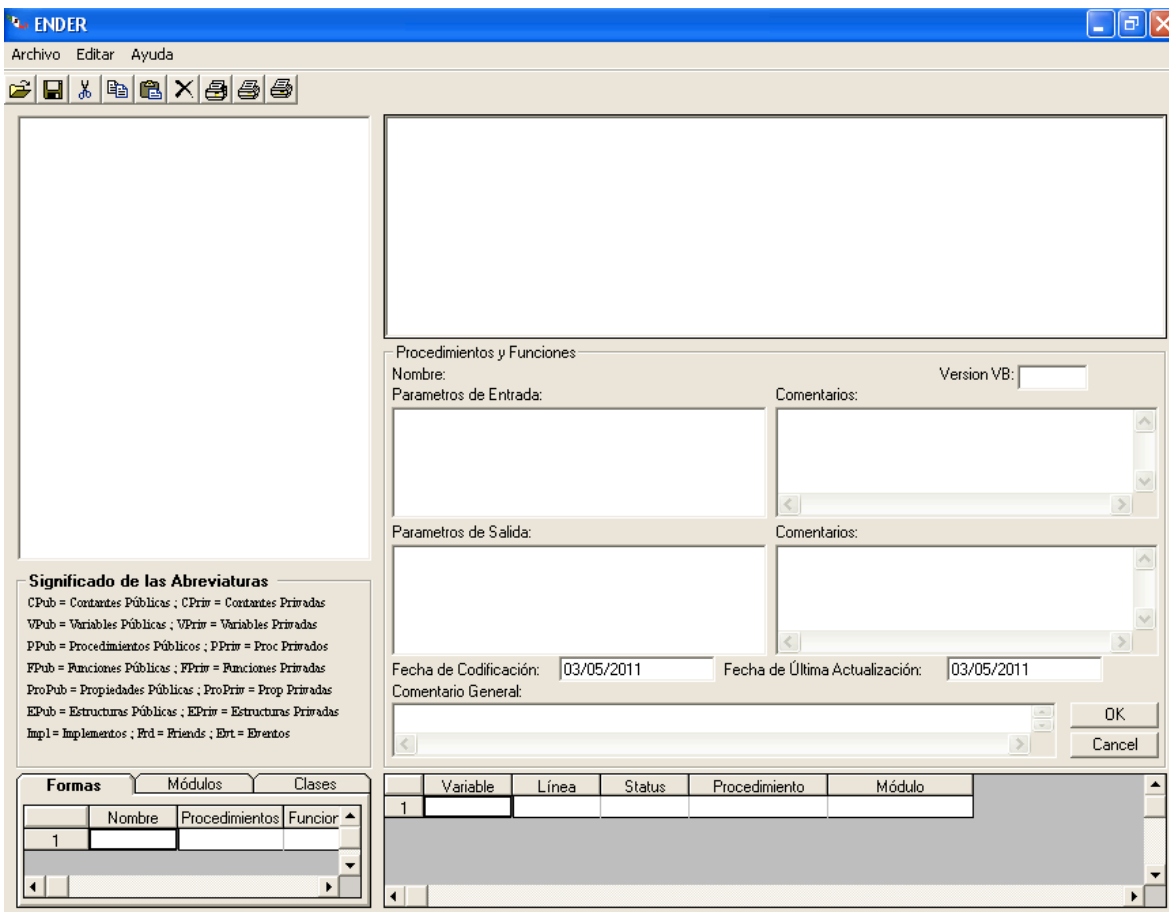 ENDER
Archivo Editar Ayuda
Procedimientos y Funciones
Nombre: Version VB:
Parametros de Entrada: Comentarios:
Parametros de Salida: Comentarios:
Fecha de Codificación: 03/05/2011 Fecha de Última Actualización: 03/05/2011
Comentario General:
OK
Cancel
Significado de las Abreviaturas
CPub = Contantes Públicas ; CPriv = Contantes Privadas
VPub = Variables Públicas ; VPriv = Variables Privadas
PPub = Procedimientos Públicos ; PPriv = Proc Privados
FPub = Funciones Públicas ; FPriv = Funciones Privadas
ProPub = Propiedades Públicas ; ProPriv = Prop Privadas
EPub = Estructuras Públicas ; EPriv = Estructuras Privadas
Impl = Implementos ; Frd = Friends ; Evt = Eventos
Formas Módulos Clases
Nombre Procedimientos Funcior
1
Variable Línea Status Procedimiento Módulo
1